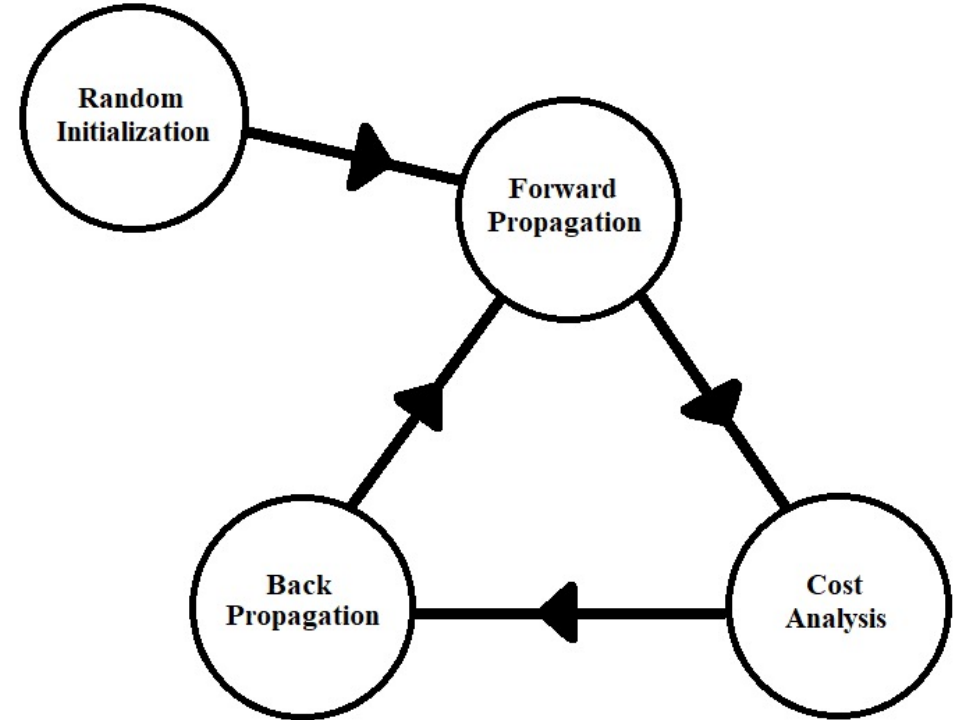 Random
Initialization
Forward
Propagation
Back
Propagation
Cost
Analysis